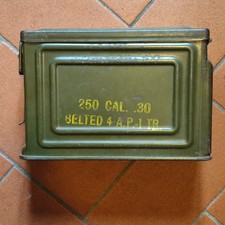 250 CAL. .30
BELTED 4 A.P.-1 TR